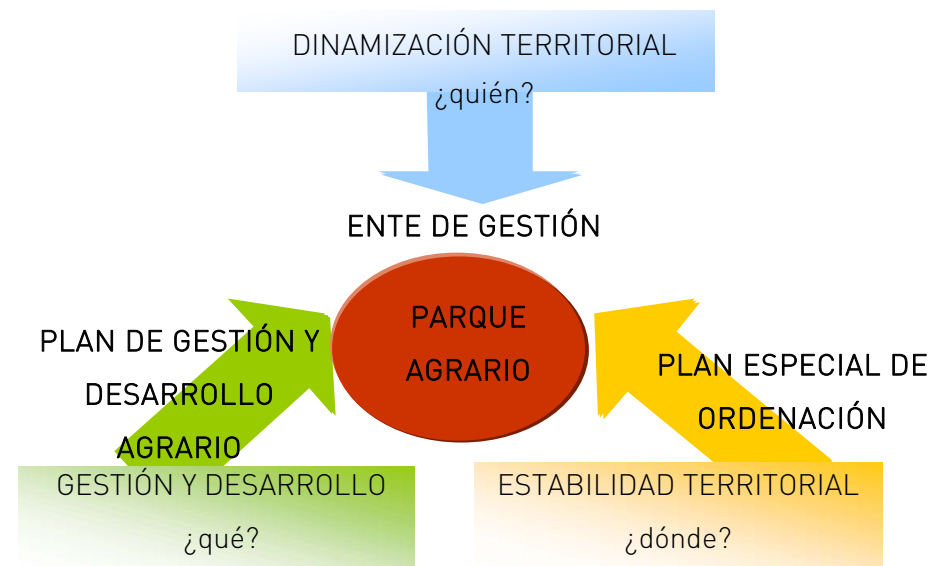 DINAMIZACIÓN TERRITORIAL
¿quién?
ENTE DE GESTIÓN
PARQUE
AGRARIO
PLAN DE GESTIÓN Y
DESARROLLO
AGRARIO
PLAN ESPECIAL DE
ORDENACIÓN
GESTIÓN Y DESARROLLO
¿qué?
ESTABILIDAD TERRITORIAL
¿dónde?